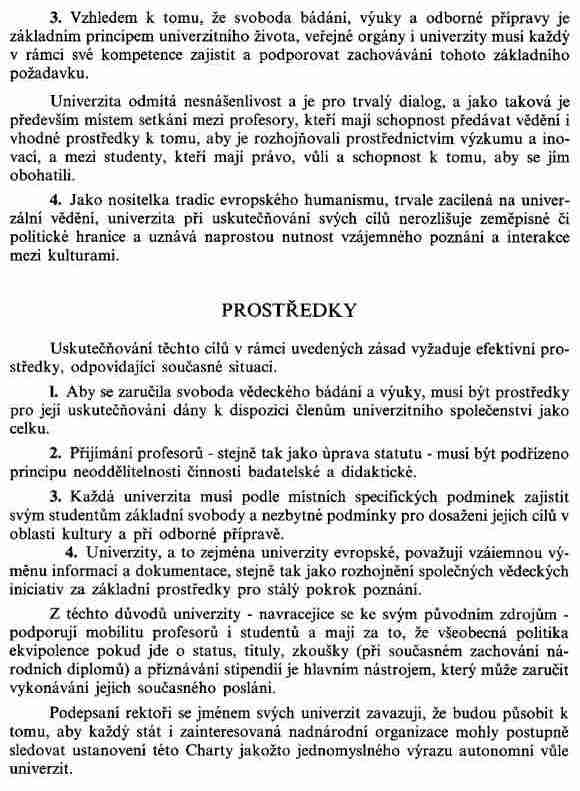 3. Vzhledem k tomu, že svoboda bádání, výuky a odborné přípravy je
základním principem univerzitního života, veřejné orgány i univerzity musí každý
v rámci své kompetence zajistit a podporovat zachovávání tohoto základního
požadavku.
Univerzita odmítá nesnášenlivost a je pro trvalý dialog, a jako taková je
především místem setkání mezi profesory, kteří mají schopnost předávat vědění i
vhodné prostředky k tomu, aby je rozhojňovali prostřednictvím výzkumu a ino-
vací, a mezi studenty, kteří mají právo, vůli a schopnost k tomu, aby se jím
obohatili.
4. Jako nositelka tradic evropského humanismu, trvale zacílená na univer-
zální vědění, univerzita při uskutečňování svých cílů nerozlišuje zeměpisné či
politické hranice a uznává naprostou nutnost vzájemného poznání a interakce
mezi kulturami.
PROSTŘEDKY
Uskutečňování těchto cílů v rámci uvedených zásad vyžaduje efektivní pro-
středky, odpovídající současné situaci.
1. Aby se zaručila svoboda vědeckého bádání a výuky, musí být prostředky
pro její uskutečňování dány k dispozici členům univerzitního společenství jako
celku.
2. Přijímání profesorů - stejně tak jako úprava statutu - musí být podřízeno
principu neoddělitelnosti činnosti badatelské a didaktické.
3. Každá univerzita musí podle místních specifických podmínek zajistit
svým studentům základní svobody a nezbytné podmínky pro dosažení jejich cílů v
oblasti kultury a při odborné přípravě.
4. Univerzity, a to zejména univerzity evropské, považují vzáiemnou vý-
měnu informací a dokumentace, stejně tak jako rozhojnění společných vědeckých
iniciativ za základní prostředky pro stálý pokrok poznání.
Z těchto důvodů univerzity - navracejíce se ke svým původním zdrojům -
podporují mobilitu profesorů i studentů a mají za to, že všeobecná politika
ekvipolence pokud jde o status, tituly, zkoušky (při současném zachování ná-
rodních diplomů) a přiznávání stipendií je hlavním nástrojem, který může zaručit
vykonávání jejich současného poslání.
Podepsaní rektoři se jménem svých univerzit zavazují, že budou působit k
tomu, aby každý stát i zainteresovaná nadnárodní organizace mohly postupně
sledovat ustanovení této Charty jakožto jednomyslného výrazu autonomní vůle
univerzit.